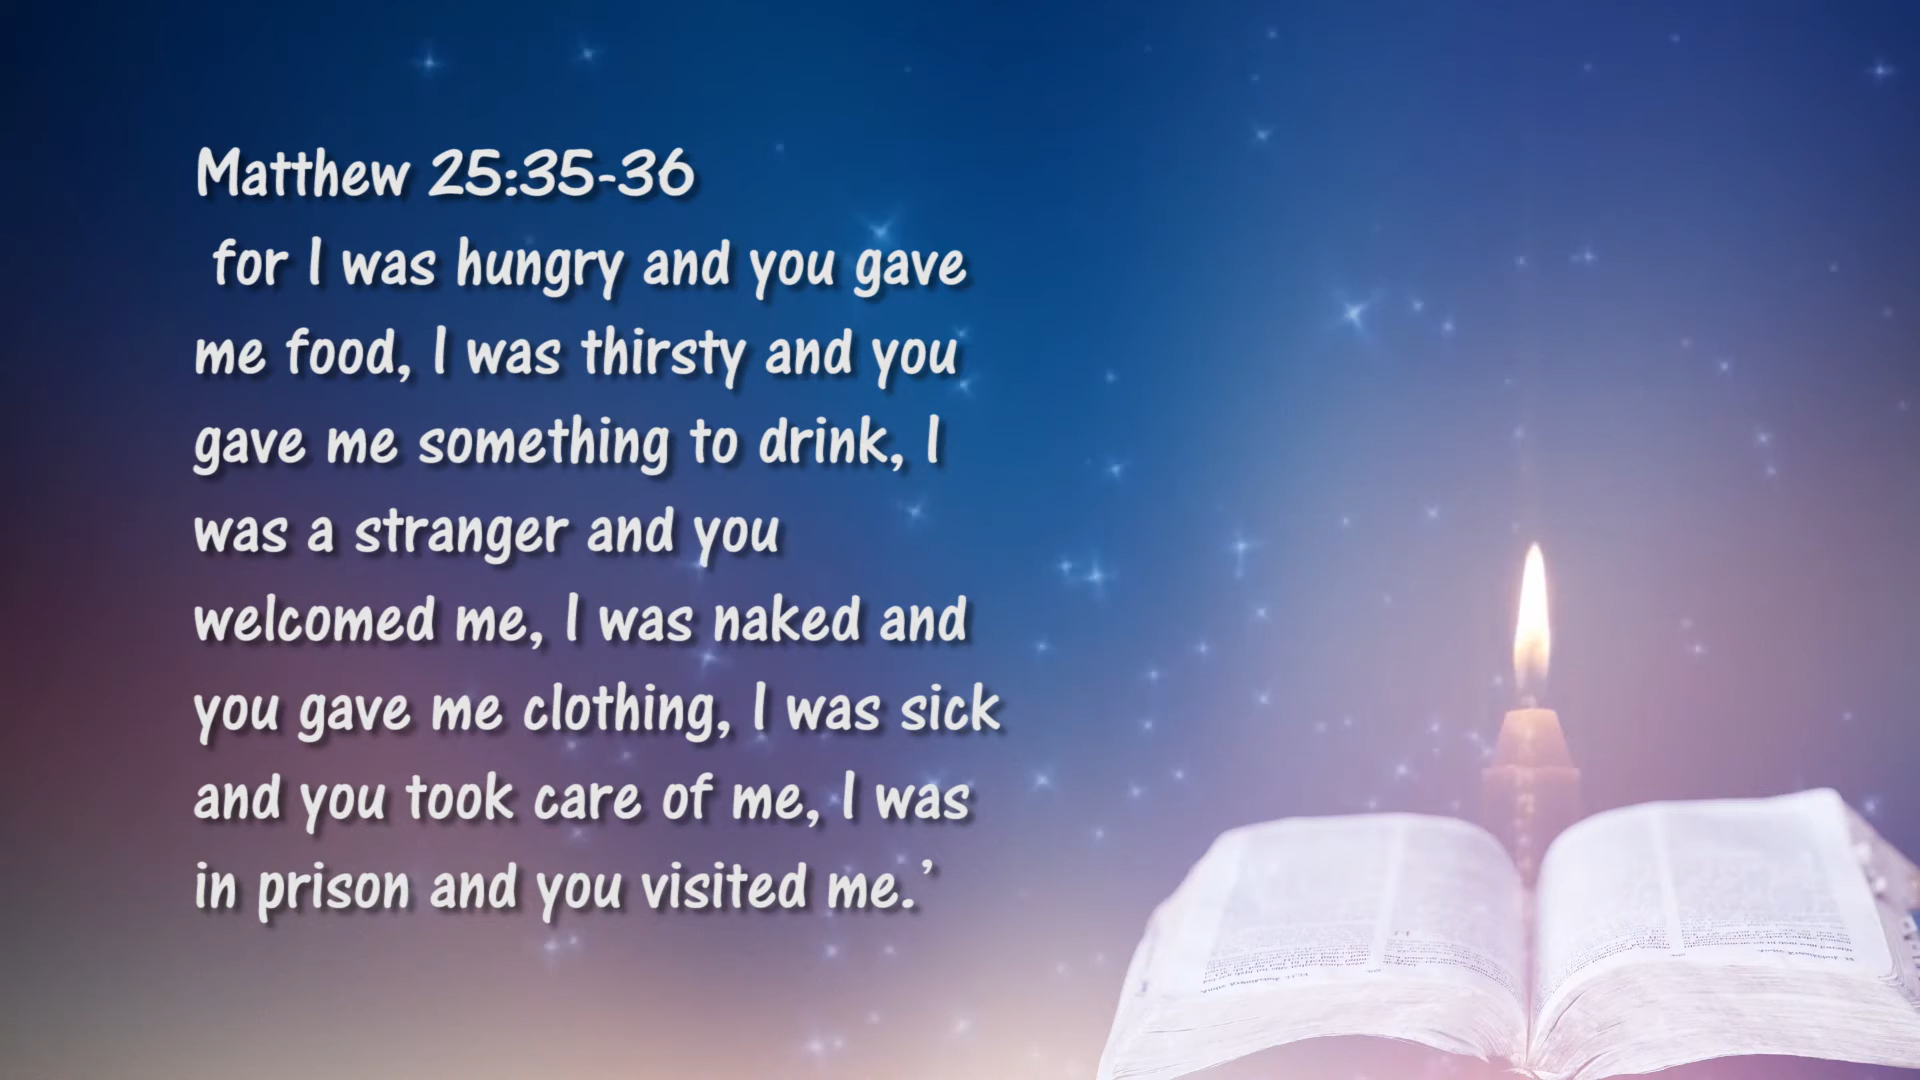 Matthew 25:35-36
for I was hungry and you gave
me food, I was thirsty and you
gave me something to drink, I
was a stranger and you
welcomed me, I was naked and
you gave me clothing, I was sick
and you took care of me, I was
in prison and you visited me.’